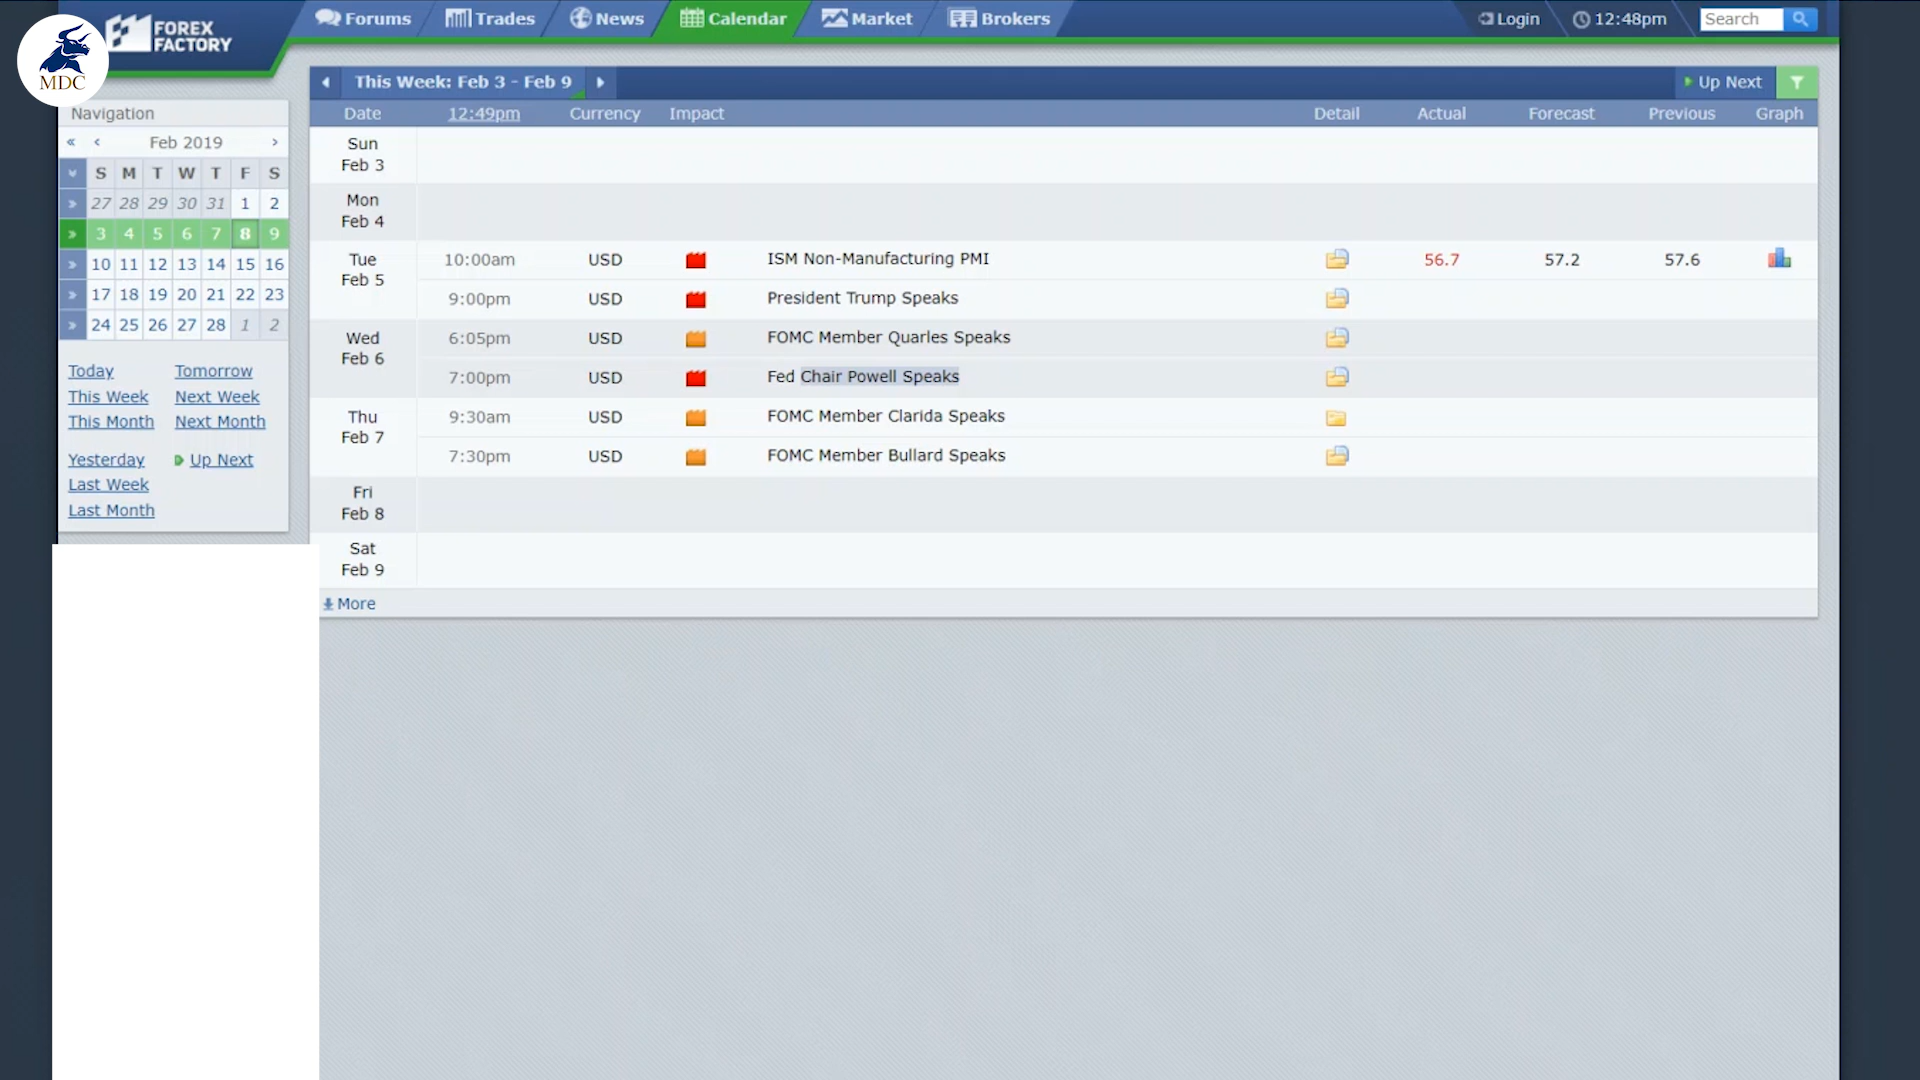 Forums Trades News Calendar Market Brokers Login 12:48pm Search
FOREX
FACTORY
MDC
This Week: Feb 3 - Feb 9 Up Next
Date 12:49pm Currency Impact Detail Actual Forecast Previous Graph
Navigation
« ‹ Feb 2019 ›
S M T W T F S
» 27 28 29 30 31 1 2
» 3 4 5 6 7 8 9
» 10 11 12 13 14 15 16
» 17 18 19 20 21 22 23
» 24 25 26 27 28 1 2
Today Tomorrow
This Week Next Week
This Month Next Month
Yesterday Up Next
Last Week
Last Month
Sun
Feb 3
Mon
Feb 4
Tue
Feb 5
10:00am USD ISM Non-Manufacturing PMI 56.7 57.2 57.6
9:00pm USD President Trump Speaks
Wed
Feb 6
6:05pm USD FOMC Member Quarles Speaks
7:00pm USD Fed Chair Powell Speaks
Thu
Feb 7
9:30am USD FOMC Member Clarida Speaks
7:30pm USD FOMC Member Bullard Speaks
Fri
Feb 8
Sat
Feb 9
More